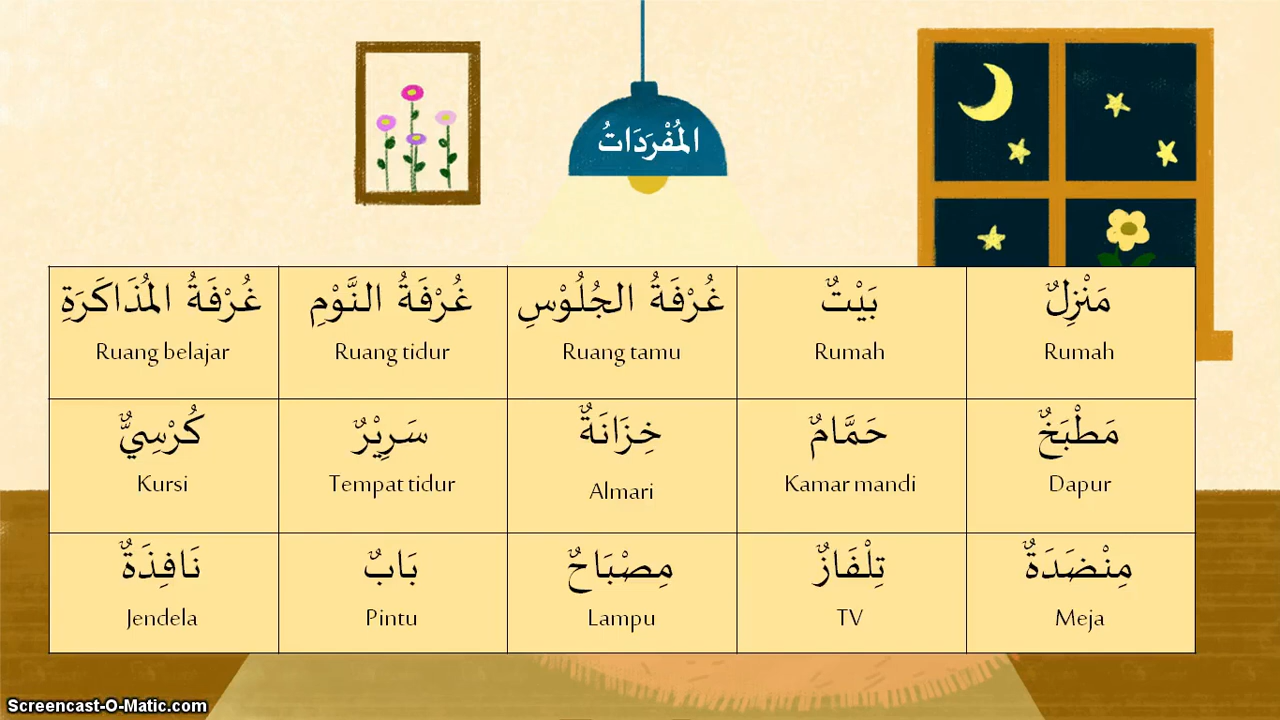 المُفْرَدَاتُ
مَنْزِلٌ
Rumah
بَيْتٌ
Rumah
غُرْفَةُ الجُلُوْسِ
Ruang tamu
غُرْفَةُ النَّوْمِ
Ruang tidur
غُرْفَةُ المُذَاكَرَةِ
Ruang belajar
مَطْبَخٌ
Dapur
حَمَّامٌ
Kamar mandi
خِزَانَةٌ
Almari
سَرِيْرٌ
Tempat tidur
كُرْسِيٌّ
Kursi
مِنْضَدَةٌ
Meja
تِلْفَازٌ
TV
مِصْبَاحٌ
Lampu
بَابٌ
Pintu
نَافِذَةٌ
Jendela
Screencast-O-Matic.com